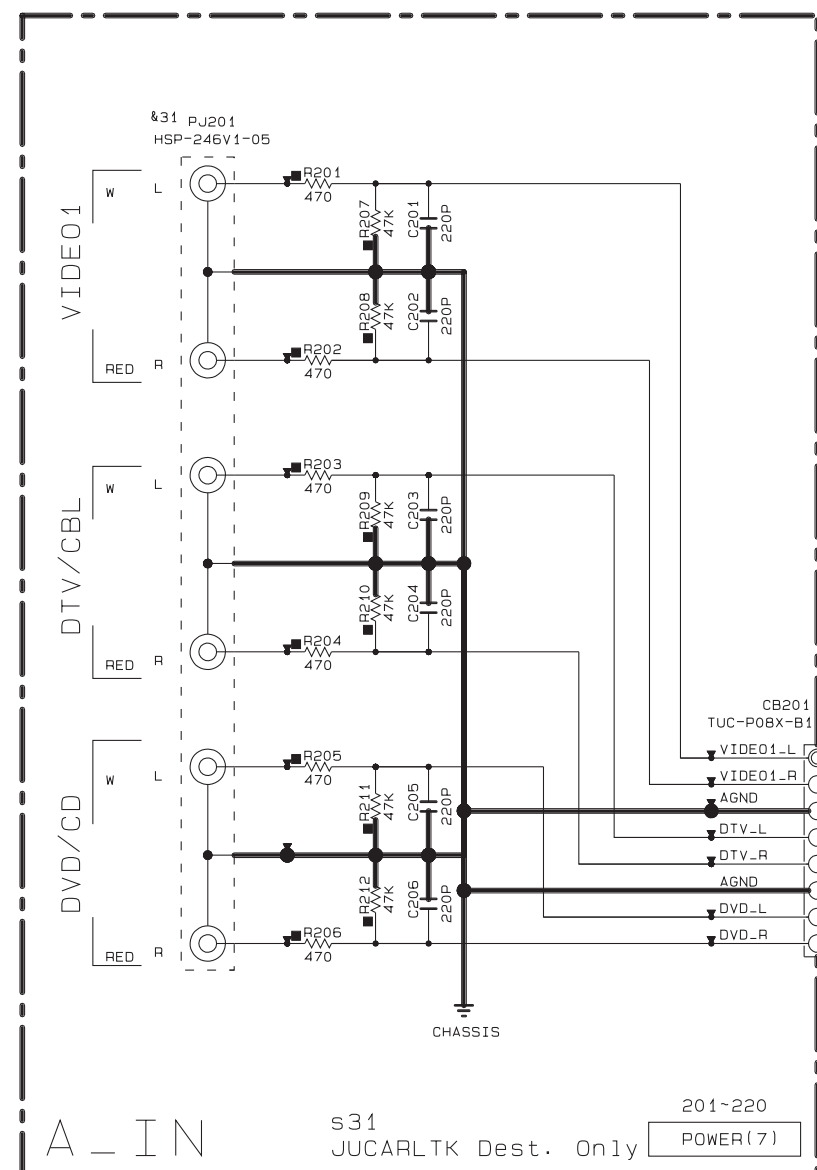 &31 PJ201
HSP-246V1-05
VIDEO1
W L
RED R
R201
470
R207
47K
C201
220P
R208
47K
C202
220P
R202
470
DTV/CBL
W L
RED R
R203
470
R209
47K
C203
220P
R210
47K
C204
220P
R204
470
DVD/CD
W L
RED R
R205
470
R211
47K
C205
220P
R212
47K
C206
220P
R206
470
CB201
TUC-P08X-B1
VIDEO1_L
VIDEO1_R
AGND
DTV_L
DTV_R
AGND
DVD_L
DVD_R
CHASSIS
A_IN
s31
JUCARLTK Dest. Only
201~220
POWER(7)